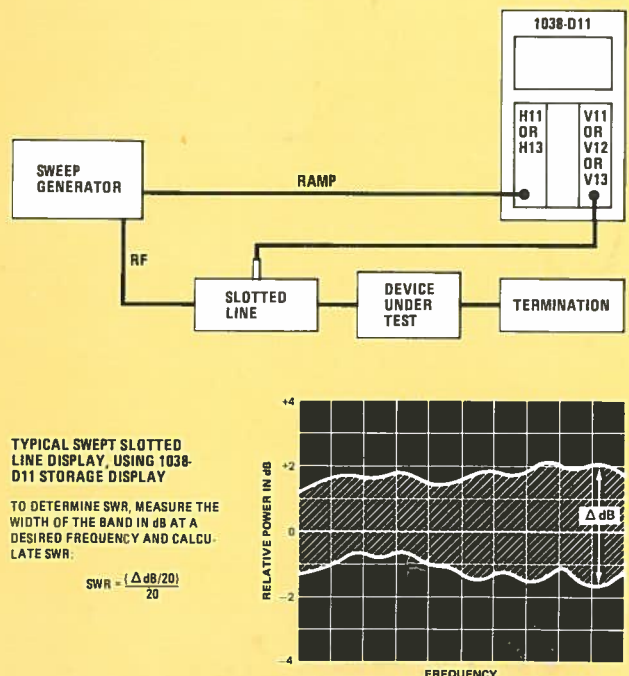 1038-D11
H11
OR
H13
V11
OR
V12
OR
V13
SWEEP
GENERATOR
RAMP
RF
SLOTTED
LINE
DEVICE
UNDER
TEST
TERMINATION
TYPICAL SWEPT SLOTTED
LINE DISPLAY, USING 1038-
D11 STORAGE DISPLAY
TO DETERMINE SWR, MEASURE THE
WIDTH OF THE BAND IN dB AT A
DESIRED FREQUENCY AND CALCU-
LATE SWR:
SWR = (Δ dB/20)
20
RELATIVE POWER IN dB
+4
+2
0
−2
−4
Δ dB
FREQUENCY